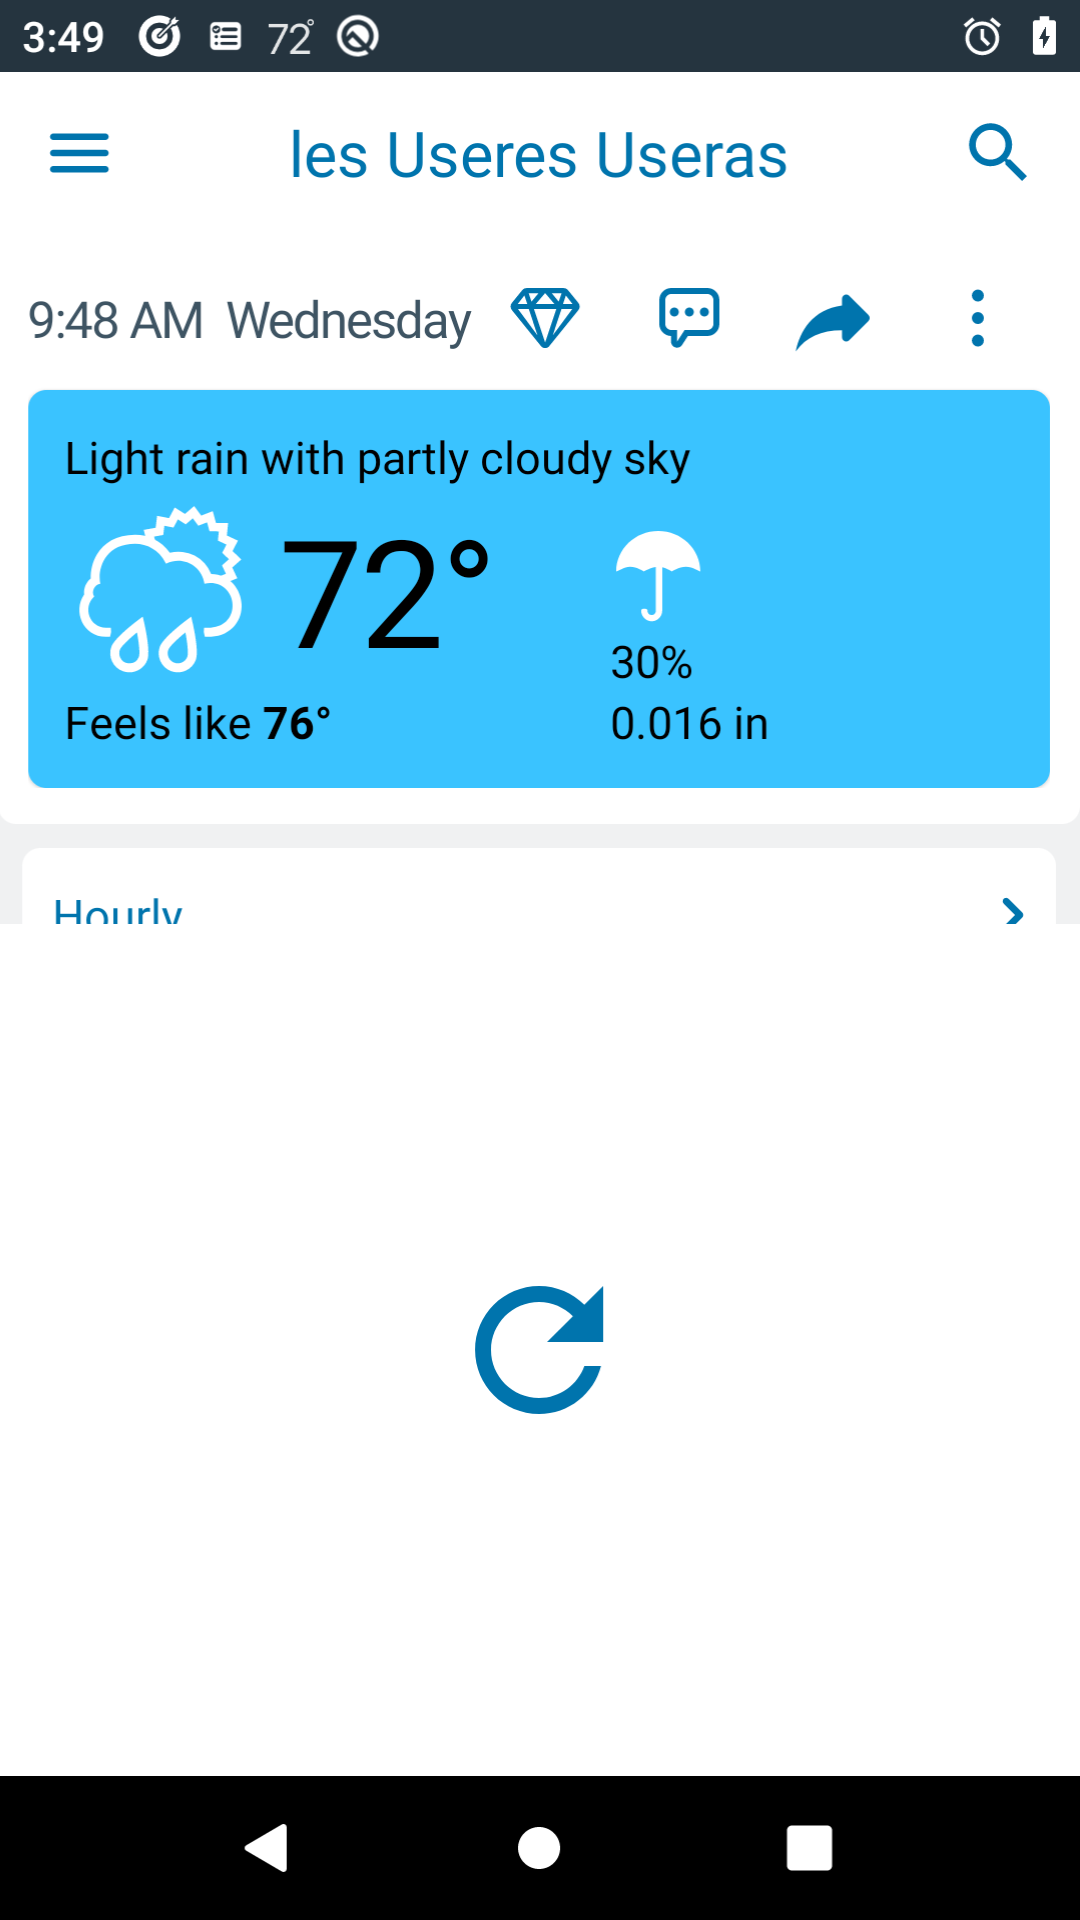 3:49 72°
les Useres Useras
9:48 AM Wednesday
Light rain with partly cloudy sky
72°
30%
Feels like 76°
0.016 in
Hourly